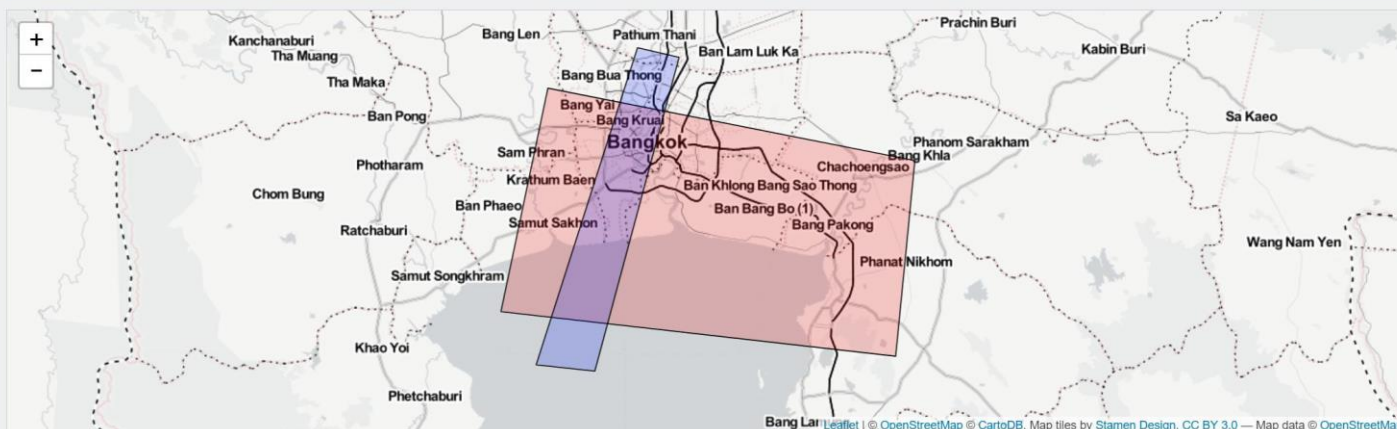 +
−
Kanchanaburi
Tha Muang
Tha Maka
Ban Pong
Photharam
Chom Bung
Ratchaburi
Khao Yoi
Phetchaburi
Bang Len
Pathum Thani
Ban Lam Luk Ka
Prachin Buri
Kabin Buri
Sa Kaeo
Bang Bua Thong
Bang Yai
Bang Kruai
Bangkok
Sam Phran
Krathum Baen
Ban Phaeo
Samut Sakhon
Samut Songkhram
Phanom Sarakham
Bang Khla
Chachoengsao
Ban Khlong Bang Sao Thong
Ban Bang Bo (1)
Bang Pakong
Phanat Nikhom
Wang Nam Yen
Leaflet | © OpenStreetMap © CartoDB, Map tiles by Stamen Design, CC BY 3.0 — Map data © OpenStreetMa